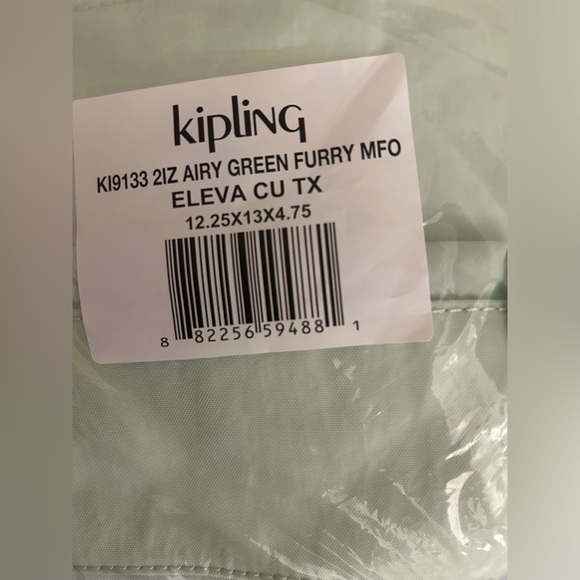 kipling
KI9133 2IZ AIRY GREEN FURRY MFO
ELEVA CU TX
12.25X13X4.75
8 82256 59488 1